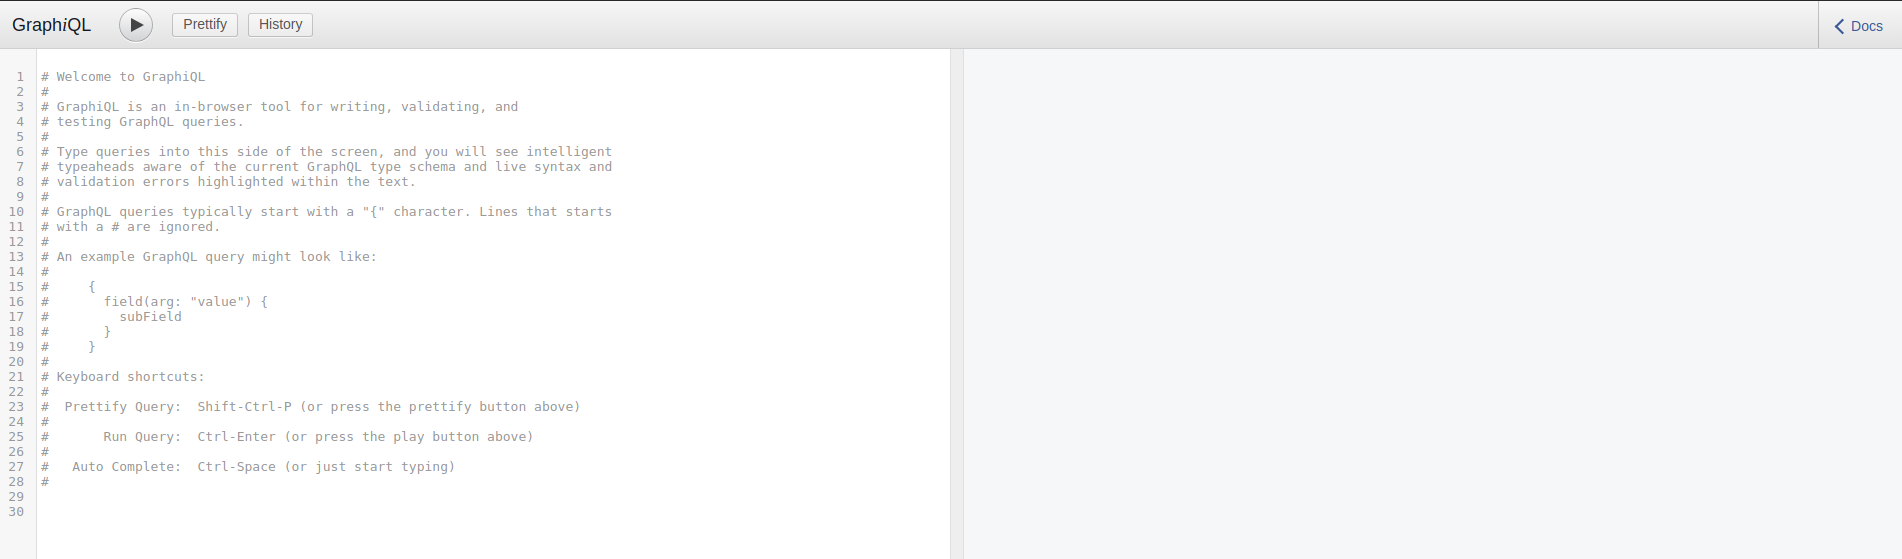 GraphiQL Prettify History Docs
1 # Welcome to GraphiQL
2 #
3 # GraphiQL is an in-browser tool for writing, validating, and
4 # testing GraphQL queries.
5 #
6 # Type queries into this side of the screen, and you will see intelligent
7 # typeaheads aware of the current GraphQL type schema and live syntax and
8 # validation errors highlighted within the text.
9 #
10 # GraphQL queries typically start with a "{" character. Lines that starts
11 # with a # are ignored.
12 #
13 # An example GraphQL query might look like:
14 #
15 #     {
16 #       field(arg: "value") {
17 #         subField
18 #       }
19 #     }
20 #
21 # Keyboard shortcuts:
22 #
23 #  Prettify Query:  Shift-Ctrl-P (or press the prettify button above)
24 #
25 #       Run Query:  Ctrl-Enter (or press the play button above)
26 #
27 #   Auto Complete:  Ctrl-Space (or just start typing)
28 #
29
30